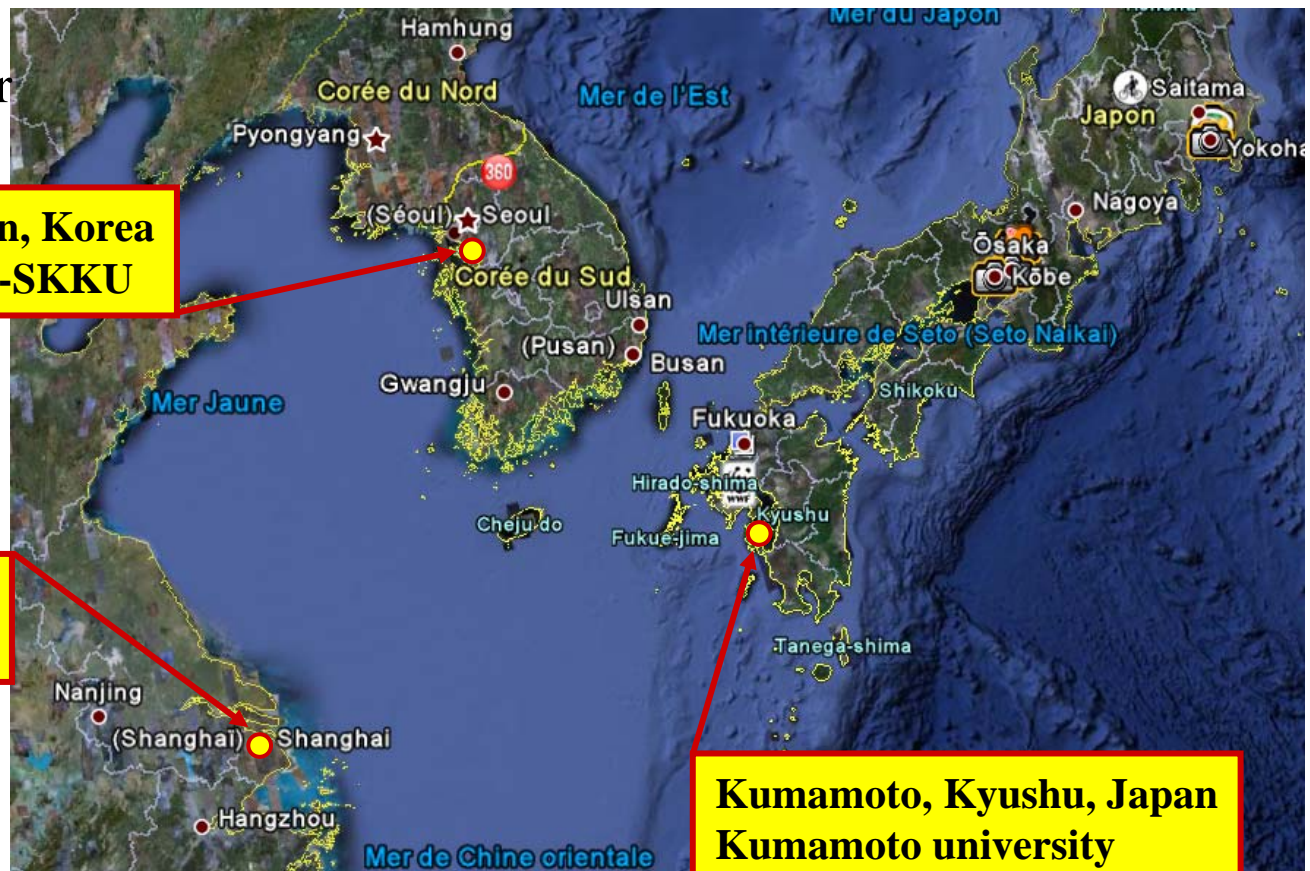 Mer du Japon
Hamhung
Corée du Nord
Mer de l'Est
Saitama
Japon
Pyongyang
Yokoha
360
n, Korea
-SKKU
(Séoul) Seoul
Nagoya
Ōsaka
Kōbe
Corée du Sud
Ulsan
Mer intérieure de Seto (Seto Naikai)
(Pusan)
Busan
Gwangju
Shikoku
Mer Jaune
Fukuoka
Hirado-shima
WWF
Kyushu
Cheju do
Fukue-jima
Tanega-shima
Nanjing
(Shanghaï) Shanghai
Kumamoto, Kyushu, Japan
Kumamoto university
Hangzhou
Mer de Chine orientale